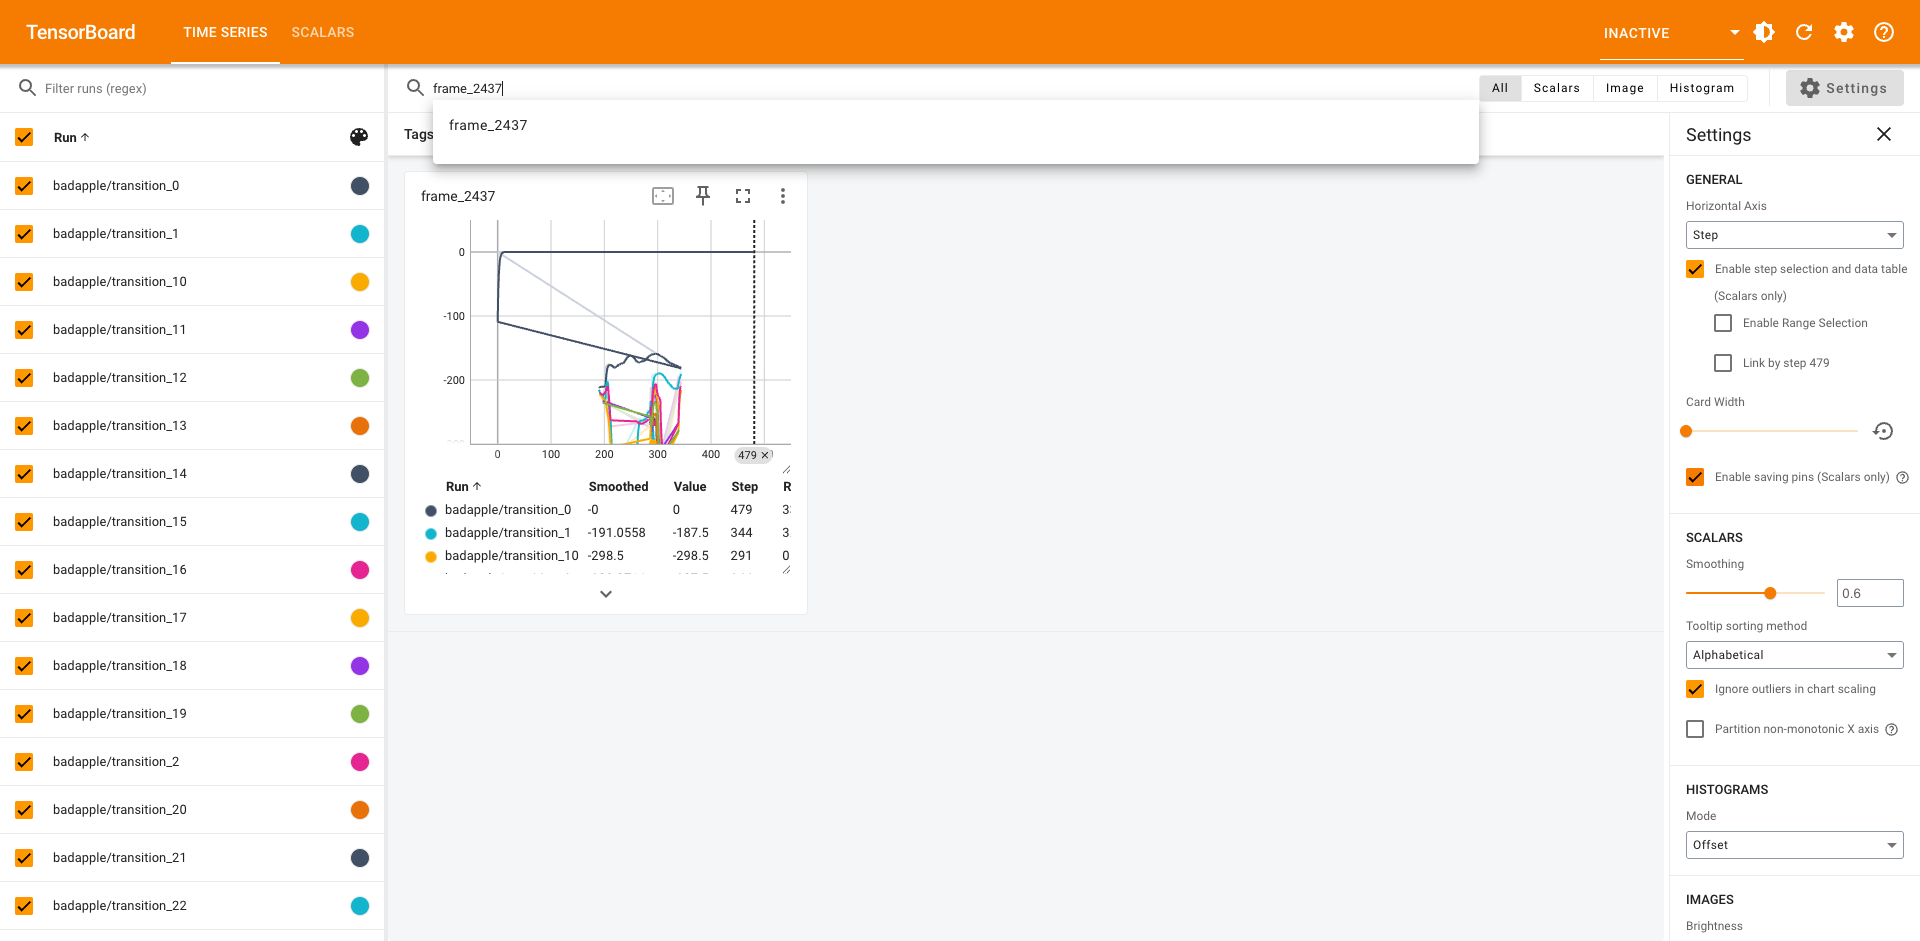 TensorBoard
TIME SERIES
SCALARS
INACTIVE
Filter runs (regex)
Run
badapple/transition_0
badapple/transition_1
badapple/transition_10
badapple/transition_11
badapple/transition_12
badapple/transition_13
badapple/transition_14
badapple/transition_15
badapple/transition_16
badapple/transition_17
badapple/transition_18
badapple/transition_19
badapple/transition_2
badapple/transition_20
badapple/transition_21
badapple/transition_22
frame_2437
frame_2437
All Scalars Image Histogram
Settings
Tags
frame_2437
0
-100
-200
0 100 200 300 400 479
Run Smoothed Value Step R
badapple/transition_0 -0 0 479
badapple/transition_1 -191.0558 -187.5 344 3
badapple/transition_10 -298.5 -298.5 291 0
Settings
GENERAL
Horizontal Axis
Step
Enable step selection and data table
(Scalars only)
Enable Range Selection
Link by step 479
Card Width
Enable saving pins (Scalars only)
SCALARS
Smoothing
0.6
Tooltip sorting method
Alphabetical
Ignore outliers in chart scaling
Partition non-monotonic X axis
HISTOGRAMS
Mode
Offset
IMAGES
Brightness